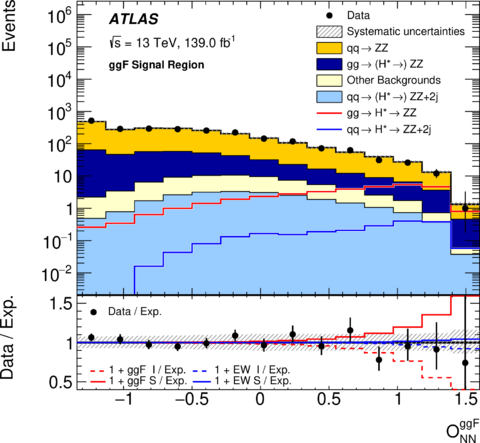 Events
10⁶
10⁵
10⁴
10³
10²
10
1
10⁻¹
10⁻²
ATLAS
√s = 13 TeV, 139.0 fb⁻¹
ggF Signal Region
Data
Systematic uncertainties
qq → ZZ
gg → (H* →) ZZ
Other Backgrounds
qq → (H* →) ZZ+2j
gg → H* → ZZ
qq → H* → ZZ+2j
Data / Exp.
1.5
1
0.5
Data / Exp.
1 + ggF I / Exp.
1 + EW I / Exp.
1 + ggF S / Exp.
1 + EW S / Exp.
−1 −0.5 0 0.5 1 1.5
O^ggF_NN